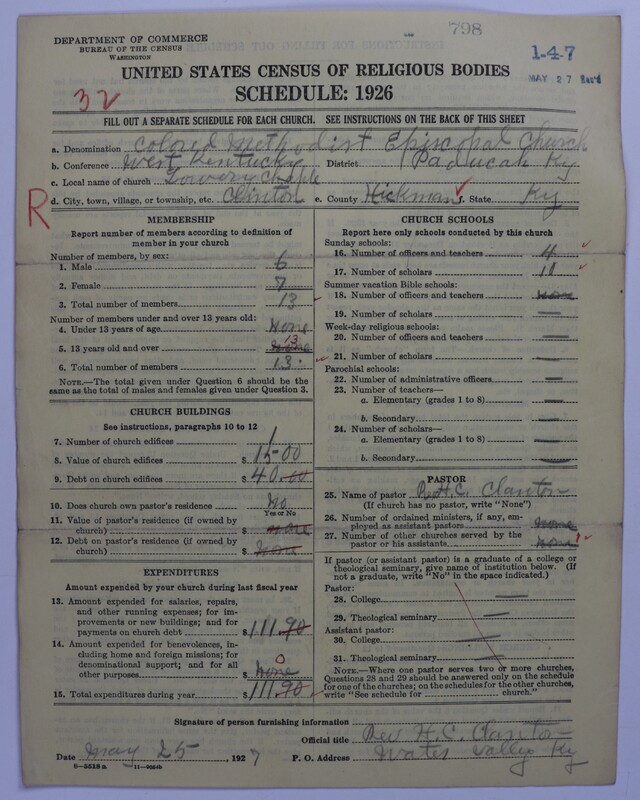 798
DEPARTMENT OF COMMERCE
BUREAU OF THE CENSUS
WASHINGTON
1-4-7
MAY 27 Rec'd
UNITED STATES CENSUS OF RELIGIOUS BODIES
SCHEDULE: 1926
32
FILL OUT A SEPARATE SCHEDULE FOR EACH CHURCH. SEE INSTRUCTIONS ON THE BACK OF THIS SHEET
a. Denomination Colored Methodist Episcopal Church
b. Conference West Kentucky District Paducah Ky
c. Local name of church Lowery Chaple
R d. City, town, village, or township, etc. Clinton e. County Hickman f. State Ky
MEMBERSHIP
Report number of members according to definition of
member in your church
Number of members, by sex:
1. Male 6
2. Female 7
3. Total number of members 13
Number of members under and over 13 years old:
4. Under 13 years of age None
5. 13 years old and over 13
6. Total number of members 13
NOTE.—The total given under Question 6 should be the
same as the total of males and females given under Question 3.
CHURCH BUILDINGS
See instructions, paragraphs 10 to 12
7. Number of church edifices 1
8. Value of church edifices $ 15.00
9. Debt on church edifices $ 40.00
10. Does church own pastor's residence No
Yes or No
11. Value of pastor's residence (if owned by
church) $ None
12. Debt on pastor's residence (if owned by
church) $ None
EXPENDITURES
Amount expended by your church during last fiscal year
13. Amount expended for salaries, repairs,
and other running expenses; for im-
provements or new buildings; and for
payments on church debt $ 111.90
14. Amount expended for benevolences, in-
cluding home and foreign missions; for
denominational support; and for all
other purposes $ None 0
15. Total expenditures during year $ 111.90
CHURCH SCHOOLS
Report here only schools conducted by this church
Sunday schools:
16. Number of officers and teachers 4
17. Number of scholars 11
Summer vacation Bible schools:
18. Number of officers and teachers None
19. Number of scholars
Week-day religious schools:
20. Number of officers and teachers
21. Number of scholars
Parochial schools:
22. Number of administrative officers
23. Number of teachers—
a. Elementary (grades 1 to 8)
b. Secondary
24. Number of scholars—
a. Elementary (grades 1 to 8)
b. Secondary
PASTOR
25. Name of pastor Rev H.C. Clanton
(If church has no pastor, write "None")
26. Number of ordained ministers, if any, em-
ployed as assistant pastors None
27. Number of other churches served by the
pastor or his assistants None
If pastor (or assistant pastor) is a graduate of a college or
theological seminary, give name of institution below. (If
not a graduate, write "No" in the space indicated.)
Pastor:
28. College
29. Theological seminary
Assistant pastor:
30. College
31. Theological seminary
NOTE.—Where one pastor serves two or more churches,
Questions 28 and 29 should be answered only on the schedule
for one of the churches; on the schedules for the other churches,
write "See schedule for church."
Signature of person furnishing information
Official title Rev H.C. Clanton
Date May 25, 1927 P. O. Address Water Valley Ky
8—5518 a 11—9054b